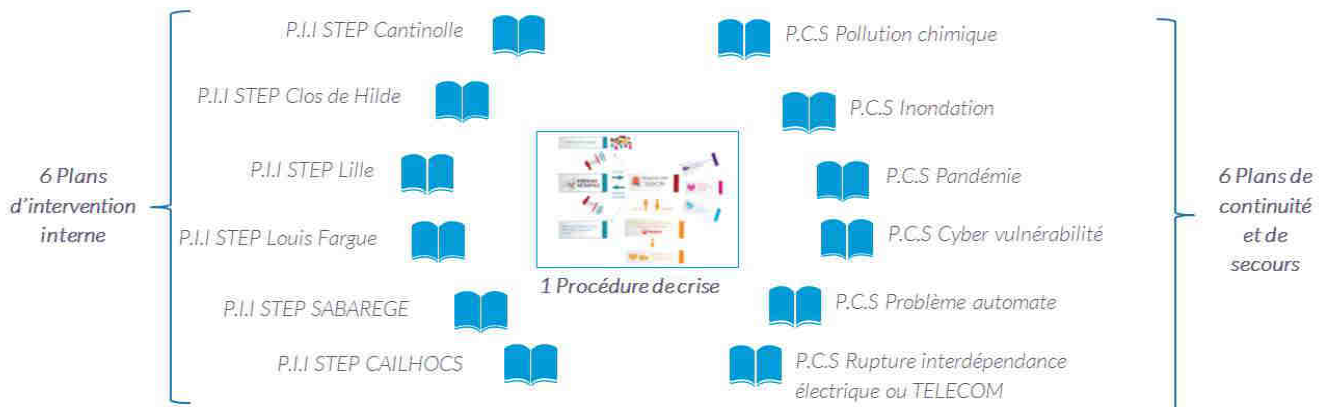 6 Plans
d'intervention
interne
P.I.I STEP Cantinolle
P.I.I STEP Clos de Hilde
P.I.I STEP Lille
P.I.I STEP Louis Fargue
P.I.I STEP SABAREGE
P.I.I STEP CAILHOCS
1 Procédure de crise
P.C.S Pollution chimique
P.C.S Inondation
P.C.S Pandémie
P.C.S Cyber vulnérabilité
P.C.S Problème automate
P.C.S Rupture interdépendance
électrique ou TELECOM
6 Plans de
continuité
et de
secours